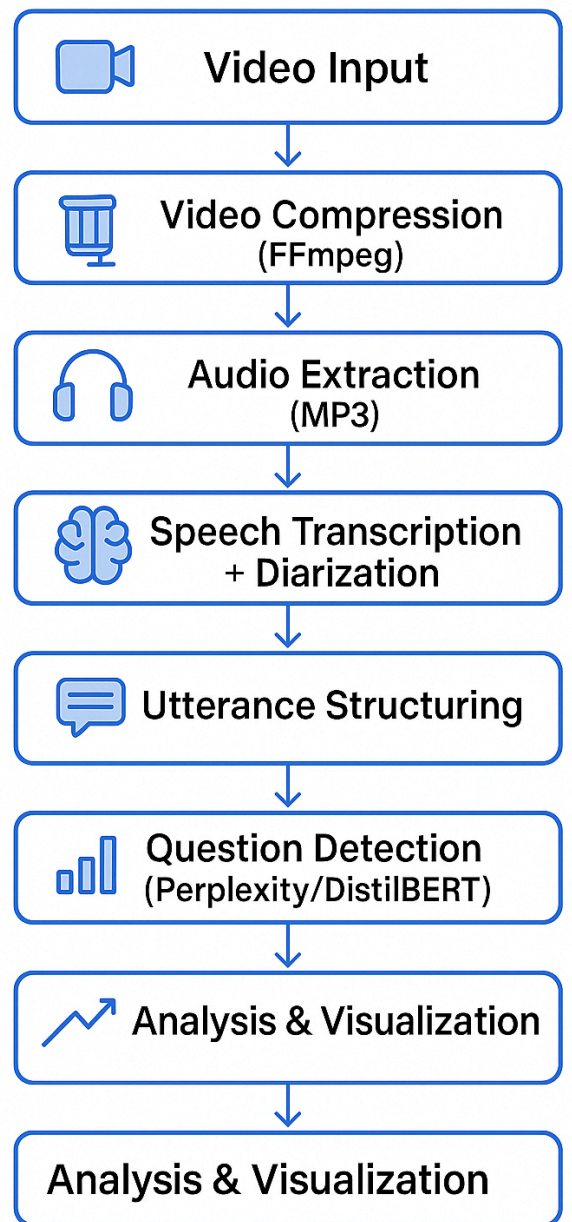 Video Input
Video Compression
(FFmpeg)
Audio Extraction
(MP3)
Speech Transcription
+ Diarization
Utterance Structuring
Question Detection
(Perplexity/DistilBERT)
Analysis & Visualization
Analysis & Visualization